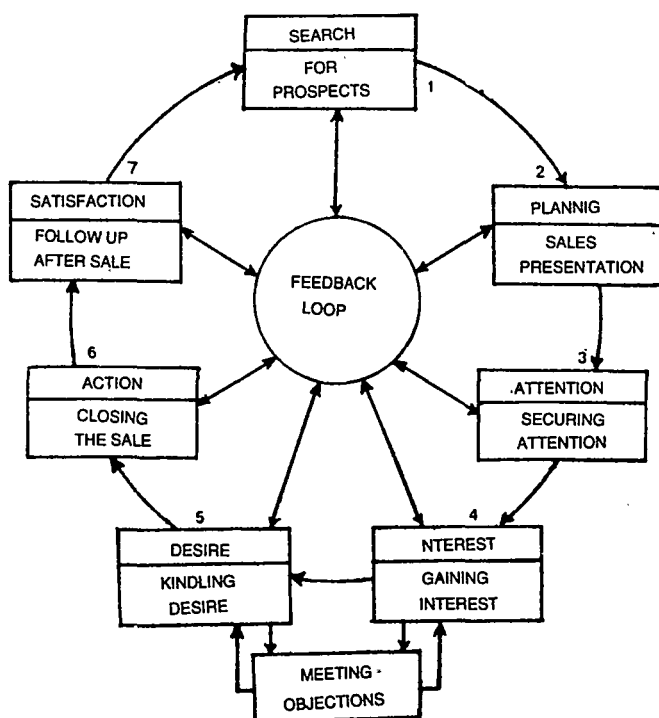 SEARCH
FOR
PROSPECTS
1
2
PLANNIG
SALES
PRESENTATION
3
ATTENTION
SECURING
ATTENTION
4
NTEREST
GAINING
INTEREST
MEETING -
OBJECTIONS
5
DESIRE
KINDLING
DESIRE
6
ACTION
CLOSING
THE SALE
7
SATISFACTION
FOLLOW UP
AFTER SALE
FEEDBACK
LOOP